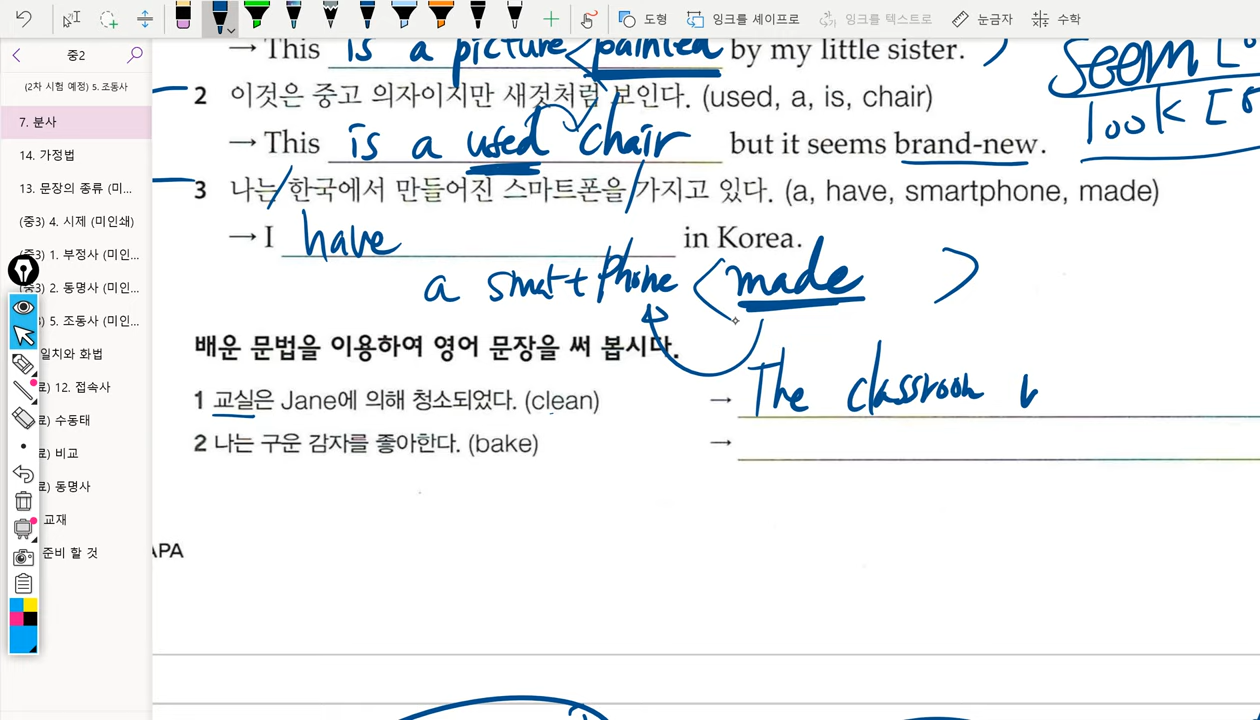 도형 잉크를 셰이프로 잉크를 텍스트로 눈금자 수학
중2
(2차 시험 예정) 5. 조동사
7. 분사
14. 가정법
13. 문장의 종류 (미...
(중3) 4. 시제 (미인쇄)
(중3) 1. 부정사 (미인...
3) 2. 동명사 (미인...
3) 5. 조동사 (미인...
일치와 화법
료) 12. 접속사
료) 수동태
료) 비교
료) 동명사
교재
준비 할 것
→ This is a picture painted by my little sister.
seem [
look [
2 이것은 중고 의자이지만 새것처럼 보인다. (used, a, is, chair)
→ This is a used chair but it seems brand-new.
3 나는 / 한국에서 만들어진 스마트폰을 / 가지고 있다. (a, have, smartphone, made)
→ I have in Korea.
a smartphone < made >
배운 문법을 이용하여 영어 문장을 써 봅시다.
1 교실은 Jane에 의해 청소되었다. (clean) → The classroom
2 나는 구운 감자를 좋아한다. (bake) →
APA